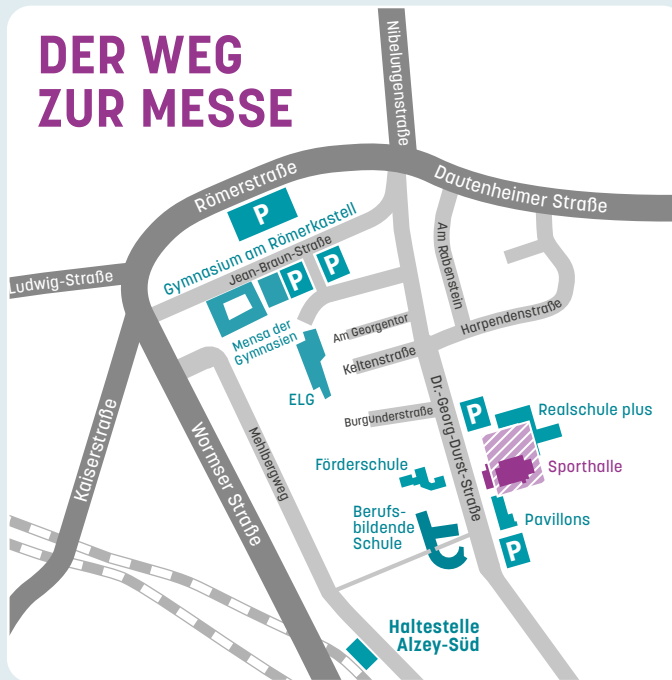 DER WEG
ZUR MESSE
Nibelungenstraße
Römerstraße
Dautenheimer Straße
P
Gymnasium am Römerkastell
Jean-Braun-Straße
P
P
Ludwig-Straße
Am Rabenstein
Mensa der
Gymnasien
Am Georgentor
Harpendenstraße
Keltenstraße
ELG
Burgunderstraße
Dr.-Georg-Durst-Straße
P
Realschule plus
Kaiserstraße
Wormser Straße
Mehlbergweg
Förderschule
Sporthalle
Berufs-
bildende
Schule
Pavillons
P
Haltestelle
Alzey-Süd